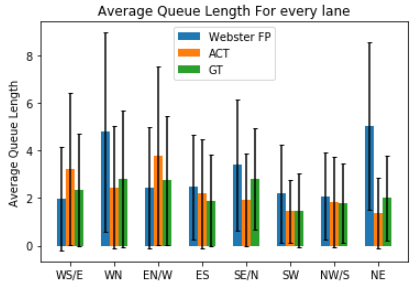 Average Queue Length For every lane
Webster FP
ACT
GT
Average Queue Length
8
6
4
2
0
WS/E WN EN/W ES SE/N SW NW/S NE